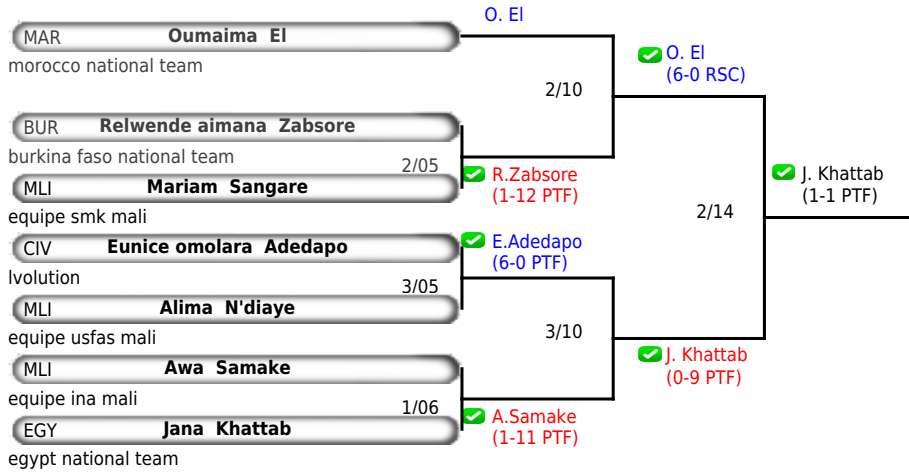 O. El
MAR Oumaima El
morocco national team
O. El
(6-0 RSC)
2/10
BUR Relwende aimana Zabsore
burkina faso national team
2/05
R.Zabsore
(1-12 PTF)
MLI Mariam Sangare
equipe smk mali
J. Khattab
(1-1 PTF)
2/14
CIV Eunice omolara Adedapo
lvolution
E.Adedapo
(6-0 PTF)
3/05
MLI Alima N'diaye
equipe usfas mali
3/10
J. Khattab
(0-9 PTF)
MLI Awa Samake
equipe ina mali
1/06
A.Samake
(1-11 PTF)
EGY Jana Khattab
egypt national team